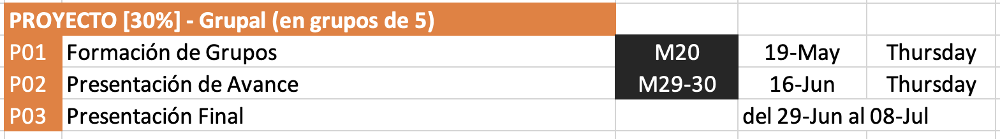 PROYECTO [30%] - Grupal (en grupos de 5)
P01 Formación de Grupos M20 19-May Thursday
P02 Presentación de Avance M29-30 16-Jun Thursday
P03 Presentación Final del 29-Jun al 08-Jul